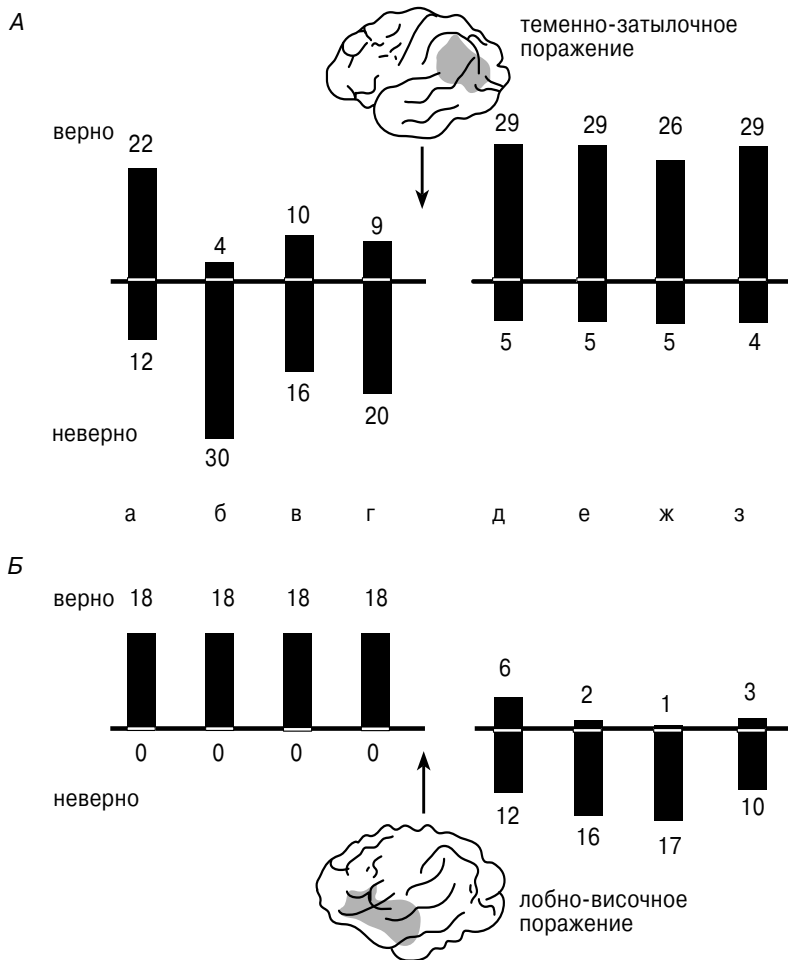 А
теменно-затылочное
поражение
верно
22 4 10 9 29 29 26 29
12 30 16 20 5 5 5 4
неверно
а б в г д е ж з
Б
верно 18 18 18 18 6 2 1 3
0 0 0 0 12 16 17 10
неверно
лобно-височное
поражение